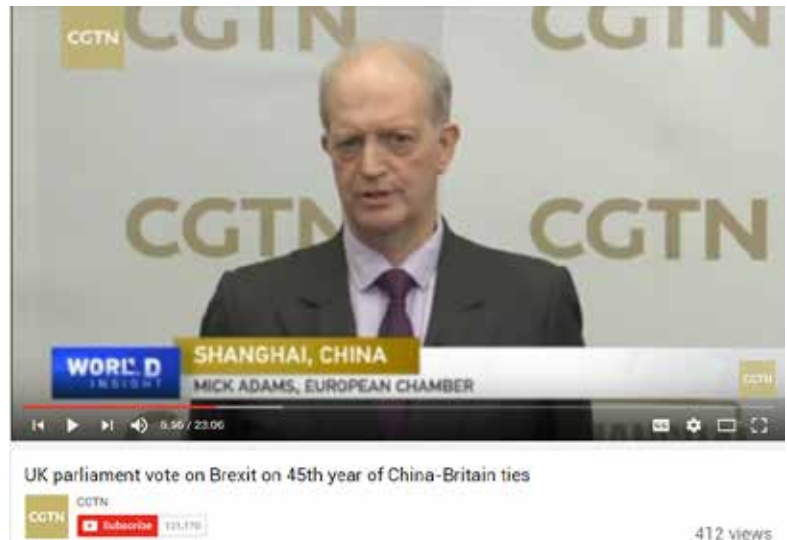 CGTN CGTN CGTN
CGTN CGTN
SHANGHAI, CHINA
WORLD INSIGHT
MICK ADAMS, EUROPEAN CHAMBER
CGTN
/ 23:06
UK parliament vote on Brexit on 45th year of China-Britain ties
CGTN
CGTN
Subscribe
412 views